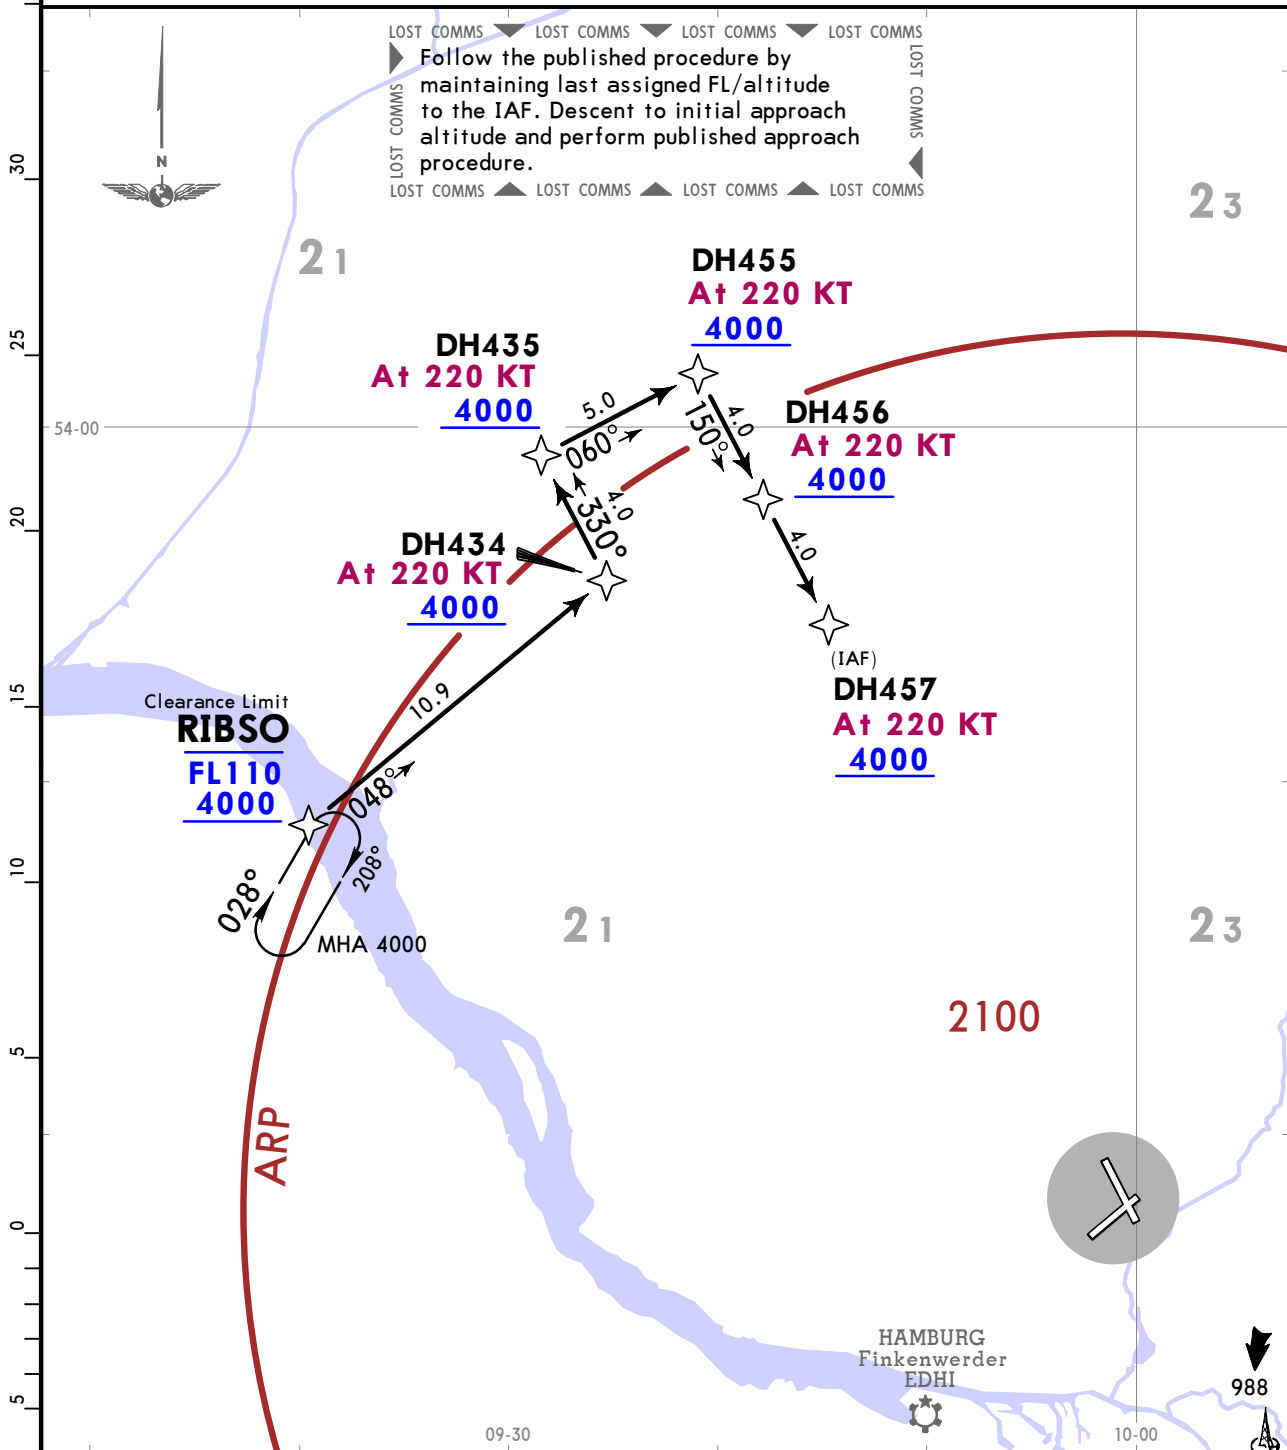 LOST COMMS LOST COMMS LOST COMMS LOST COMMS
LOST COMMS
LOST COMMS
Follow the published procedure by
maintaining last assigned FL/altitude
to the IAF. Descent to initial approach
altitude and perform published approach
procedure.
LOST COMMS LOST COMMS LOST COMMS LOST COMMS
N
30
25
20
15
10
5
0
5
21
23
DH455
At 220 KT
4000
DH435
At 220 KT
4000
54-00
5.0
060°
150°
4.0
DH456
At 220 KT
4000
4.0
330°
DH434
At 220 KT
4000
4.0
(IAF)
DH457
At 220 KT
4000
Clearance Limit
RIBSO
FL110
4000
10.9
048°
028°
208°
MHA 4000
21
23
2100
ARP
HAMBURG
Finkenwerder
EDHI
988
09-30
10-00